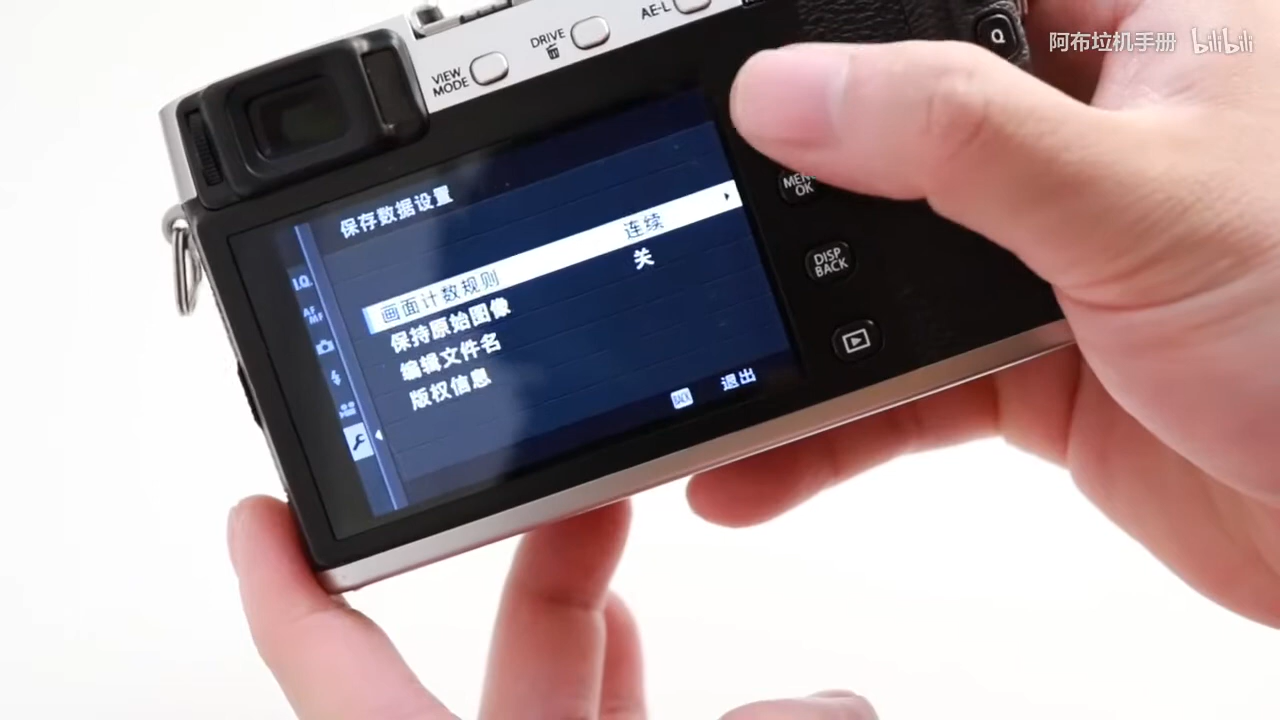 阿布垃机手册 bilibili
AE-L
Q
DRIVE
VIEW
MODE
MENU
OK
DISP
BACK
保存数据设置
画面计数规则 连续
保持原始图像 关
编辑文件名
版权信息
BACK 退出
I.Q.
AF
MF